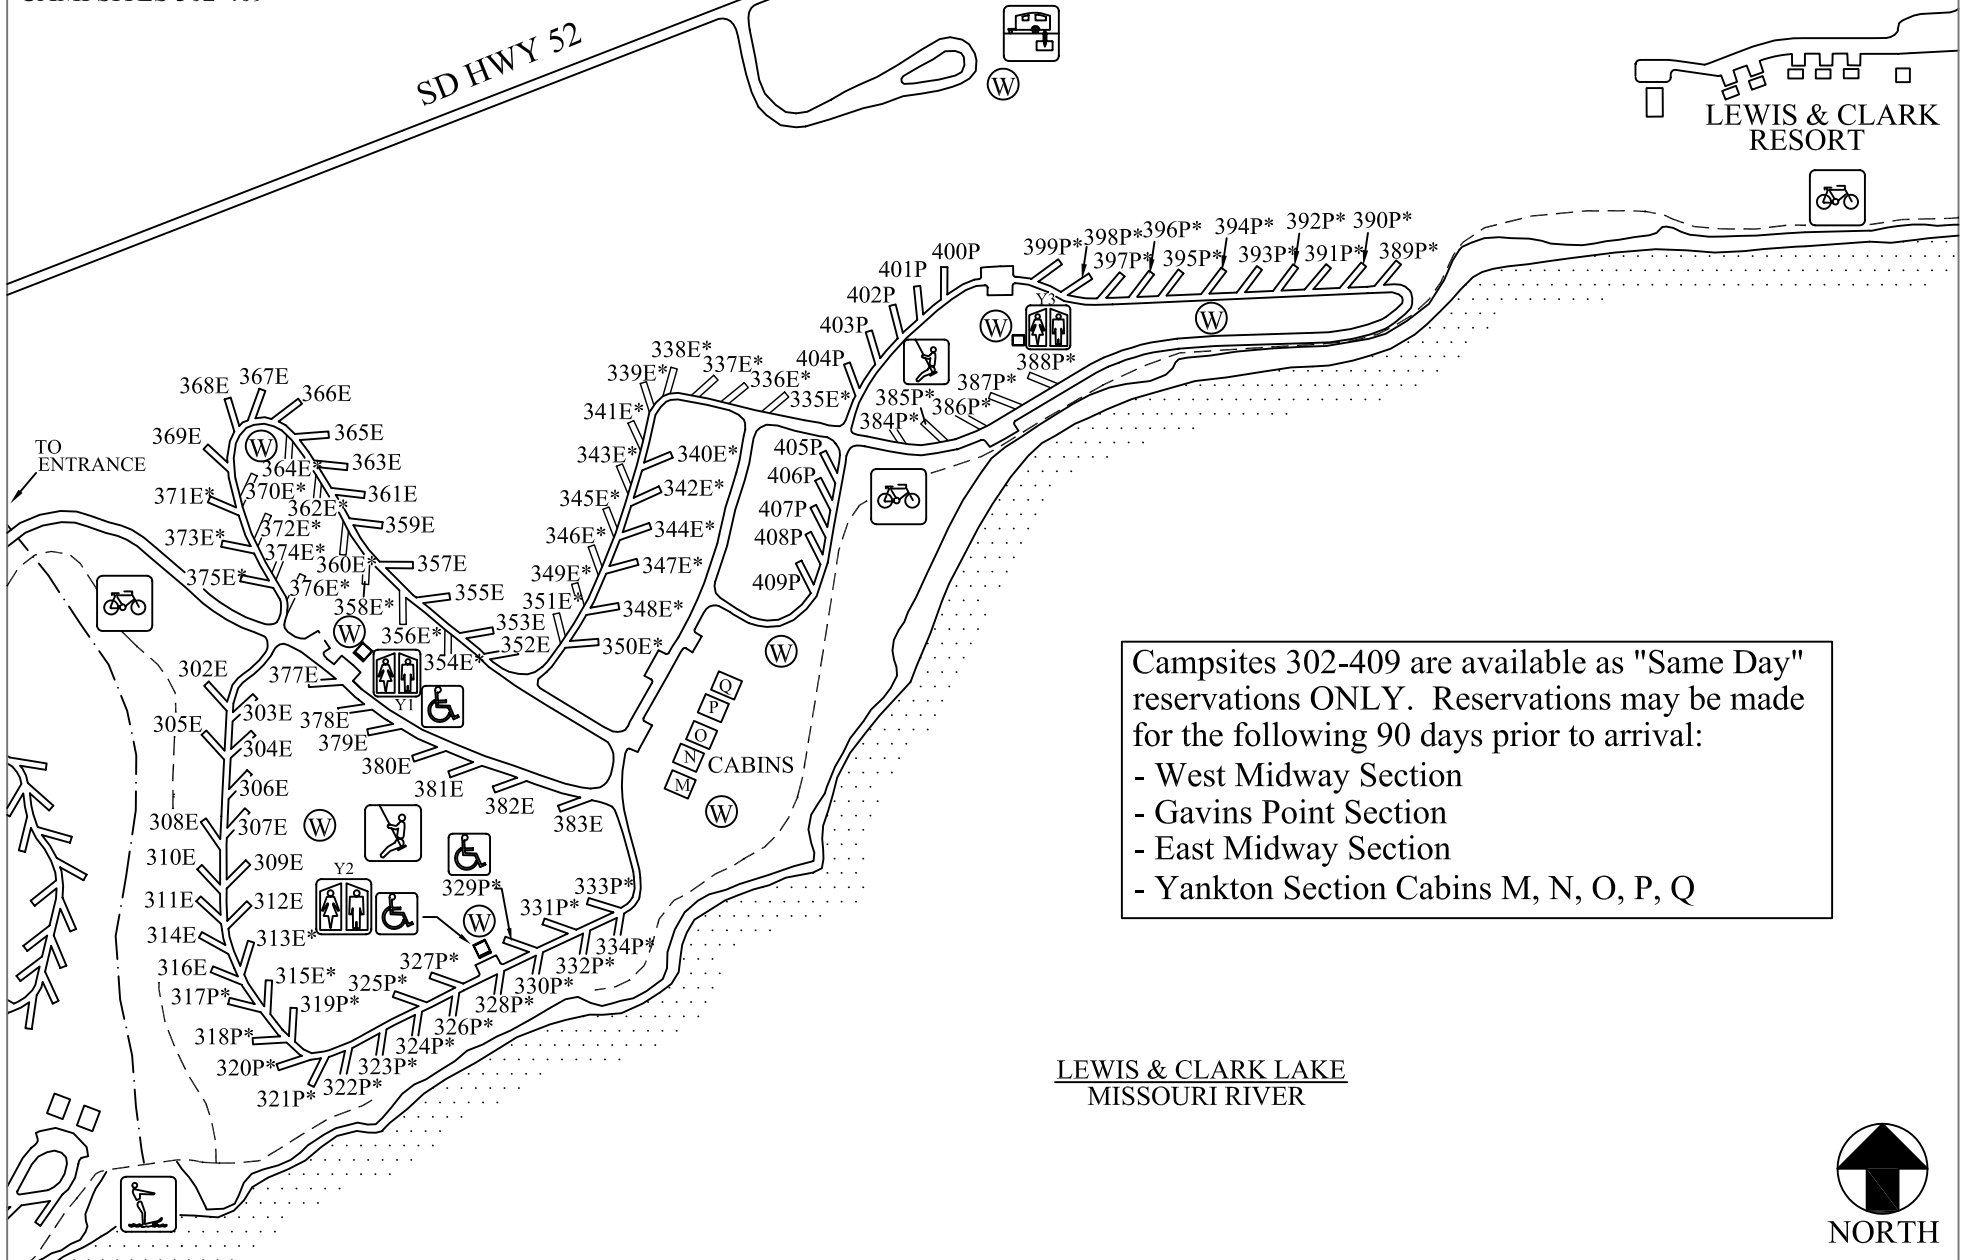 CAMPSITES 302-409
SD HWY 52
W
LEWIS & CLARK
RESORT
400P
401P
402P
403P
404P
399P*
398P*
397P*
396P*
395P*
394P*
393P*
392P*
391P*
390P*
389P*
Y3
W
W
388P*
387P*
386P*
385P*
384P*
338E*
339E*
337E*
336E*
335E*
341E*
343E*
345E*
346E*
349E*
351E*
340E*
342E*
344E*
347E*
348E*
350E*
405P
406P
407P
408P
409P
W
368E
367E
366E
369E
365E
W
363E
364E*
371E*
370E*
361E
362E*
359E
373E*
372E*
374E*
360E*
357E
375E*
376E*
358E*
355E
353E
356E*
352E
354E*
W
TO
ENTRANCE
Y1
302E
377E
303E
378E
305E
379E
304E
380E
306E
381E
382E
383E
308E
307E
W
310E
309E
Y2
311E
312E
314E
313E*
316E
315E*
317P*
319P*
318P*
320P*
321P*
322P*
323P*
324P*
325P*
326P*
327P*
328P*
329P*
330P*
331P*
332P*
333P*
334P*
W
Q
P
O
N
M
CABINS
W
Campsites 302-409 are available as "Same Day"
reservations ONLY. Reservations may be made
for the following 90 days prior to arrival:
- West Midway Section
- Gavins Point Section
- East Midway Section
- Yankton Section Cabins M, N, O, P, Q
LEWIS & CLARK LAKE
MISSOURI RIVER
NORTH